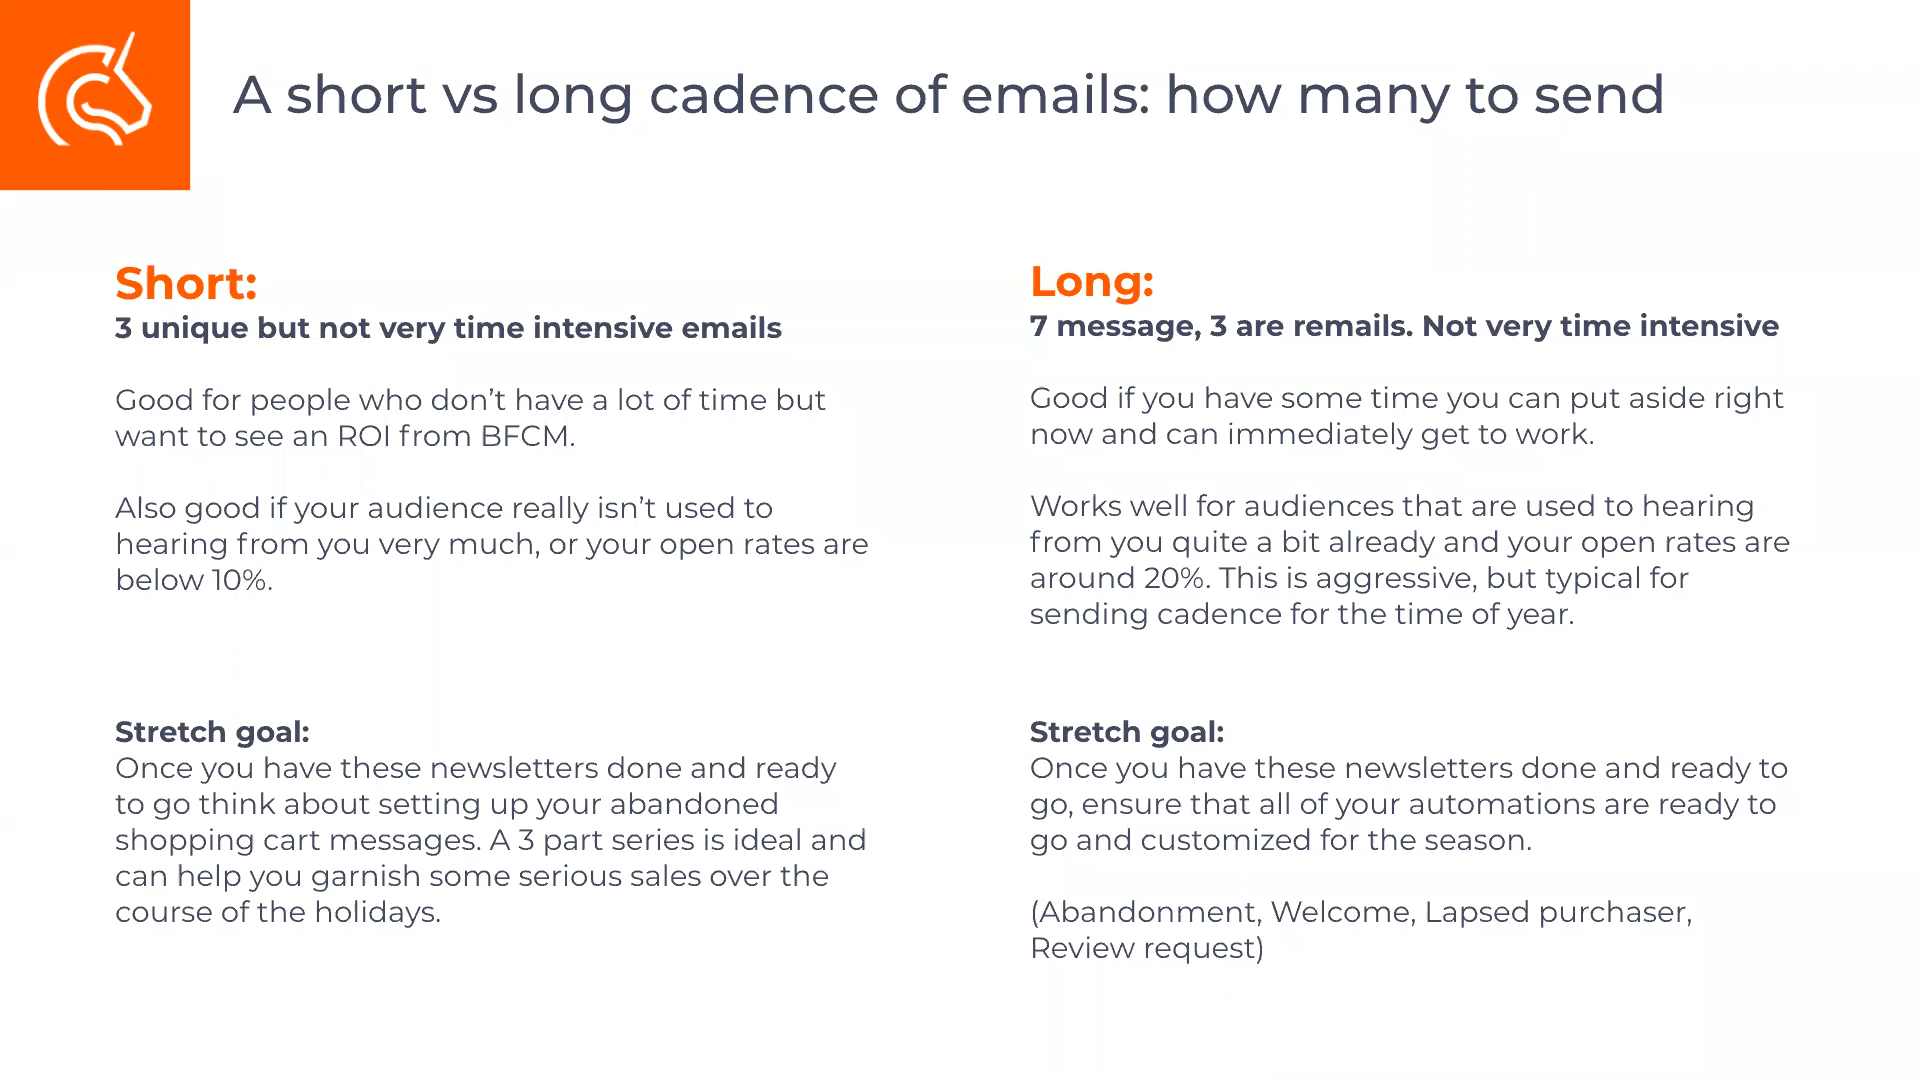 A short vs long cadence of emails: how many to send
Short:
3 unique but not very time intensive emails
Good for people who don’t have a lot of time but
want to see an ROI from BFCM.
Also good if your audience really isn’t used to
hearing from you very much, or your open rates are
below 10%.
Stretch goal:
Once you have these newsletters done and ready
to go think about setting up your abandoned
shopping cart messages. A 3 part series is ideal and
can help you garnish some serious sales over the
course of the holidays.
Long:
7 message, 3 are remails. Not very time intensive
Good if you have some time you can put aside right
now and can immediately get to work.
Works well for audiences that are used to hearing
from you quite a bit already and your open rates are
around 20%. This is aggressive, but typical for
sending cadence for the time of year.
Stretch goal:
Once you have these newsletters done and ready to
go, ensure that all of your automations are ready to
go and customized for the season.
(Abandonment, Welcome, Lapsed purchaser,
Review request)